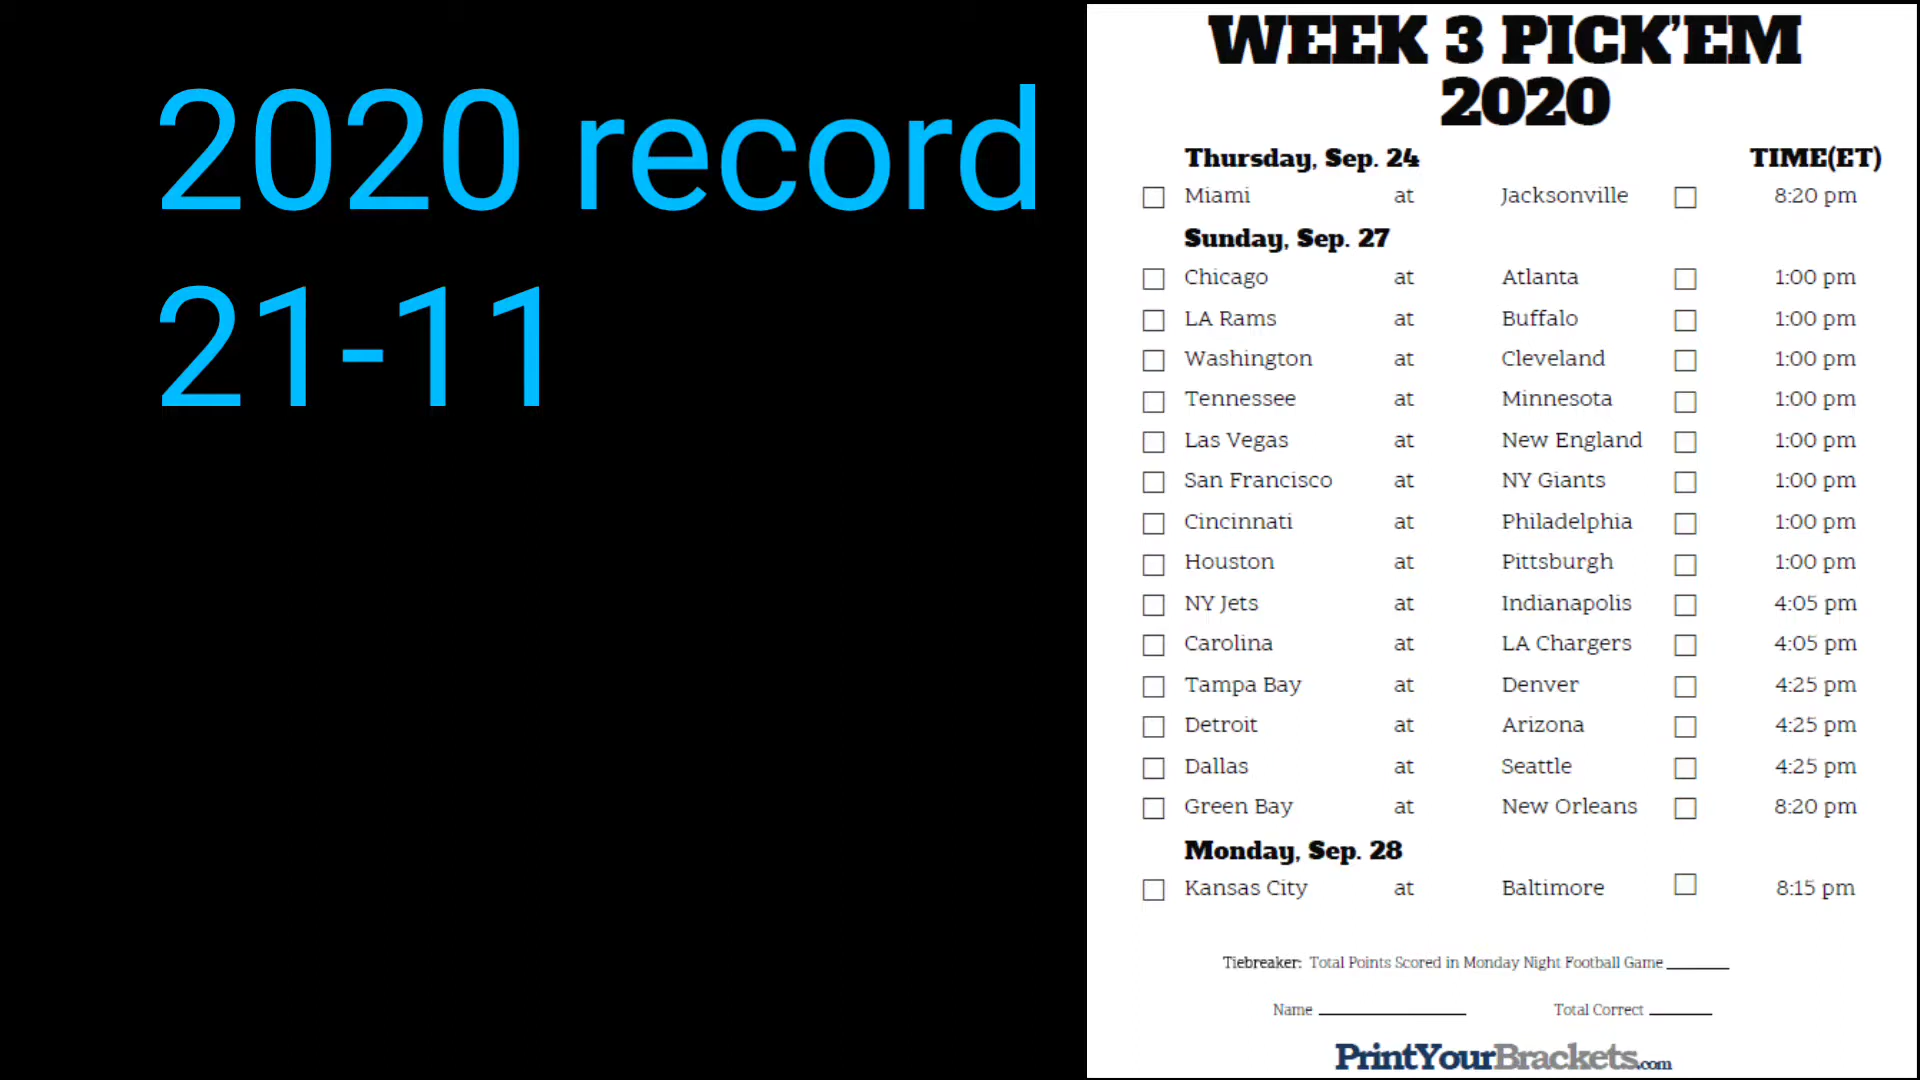 2020 record
21-11
WEEK 3 PICK'EM
2020
Thursday, Sep. 24 TIME(ET)
Miami at Jacksonville 8:20 pm
Sunday, Sep. 27
Chicago at Atlanta 1:00 pm
LA Rams at Buffalo 1:00 pm
Washington at Cleveland 1:00 pm
Tennessee at Minnesota 1:00 pm
Las Vegas at New England 1:00 pm
San Francisco at NY Giants 1:00 pm
Cincinnati at Philadelphia 1:00 pm
Houston at Pittsburgh 1:00 pm
NY Jets at Indianapolis 4:05 pm
Carolina at LA Chargers 4:05 pm
Tampa Bay at Denver 4:25 pm
Detroit at Arizona 4:25 pm
Dallas at Seattle 4:25 pm
Green Bay at New Orleans 8:20 pm
Monday, Sep. 28
Kansas City at Baltimore 8:15 pm
Tiebreaker: Total Points Scored in Monday Night Football Game
Name Total Correct
PrintYourBrackets.com